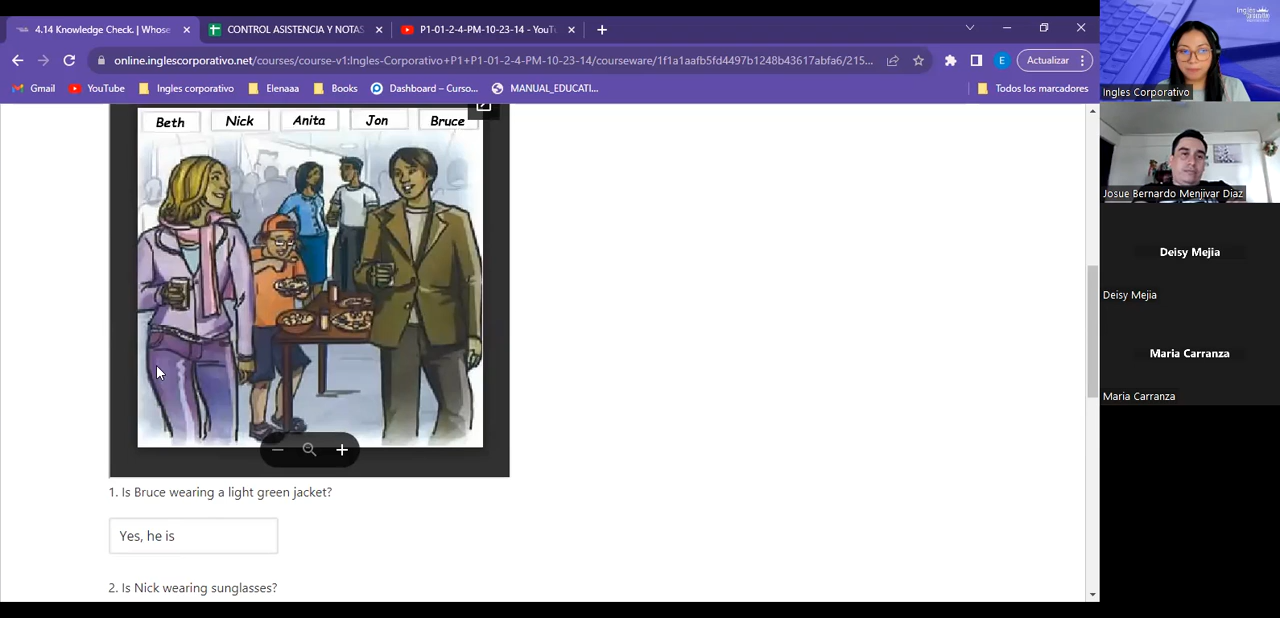 4.14 Knowledge Check. | Whose
CONTROL ASISTENCIA Y NOTAS
P1-01-2-4-PM-10-23-14 - YouTu
online.inglescorporativo.net/courses/course-v1:Ingles-Corporativo+P1+P1-01-2-4-PM-10-23-14/courseware/1f1a1aafb5fd4497b1248b43617abfa6/215...
E
Actualizar
Gmail
YouTube
Ingles corporativo
Elenaaa
Books
Dashboard – Curso...
MANUAL_EDUCATI...
Todos los marcadores
Beth
Nick
Anita
Jon
Bruce
1. Is Bruce wearing a light green jacket?
Yes, he is
2. Is Nick wearing sunglasses?
Ingles Corporativo
Josue Bernardo Menjivar Diaz
Deisy Mejia
Deisy Mejia
Maria Carranza
Maria Carranza